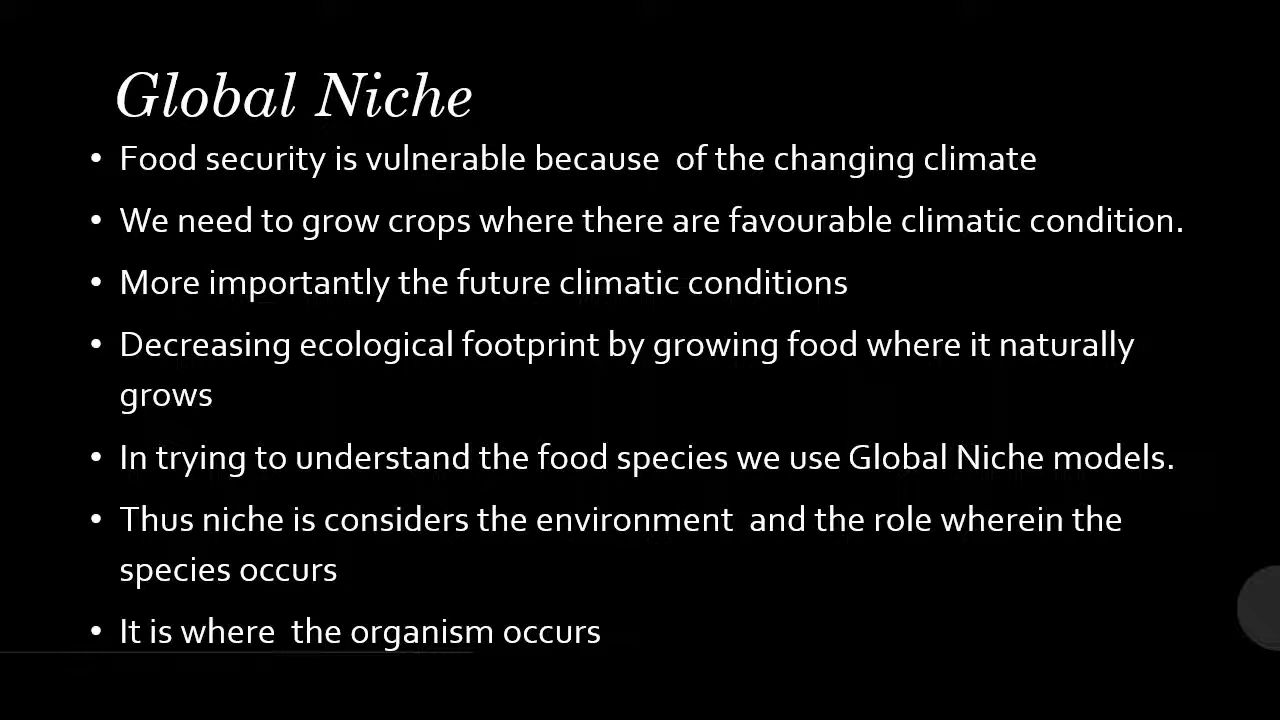 Global Niche
• Food security is vulnerable because  of the changing climate
• We need to grow crops where there are favourable climatic condition.
• More importantly the future climatic conditions
• Decreasing ecological footprint by growing food where it naturally
grows
• In trying to understand the food species we use Global Niche models.
• Thus niche is considers the environment  and the role wherein the
species occurs
• It is where  the organism occurs